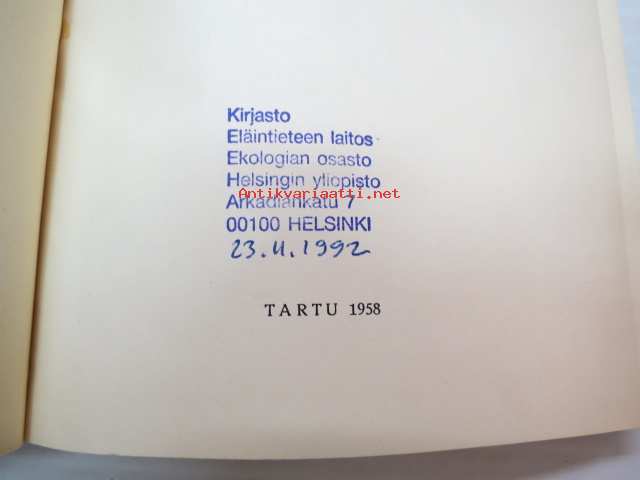 Kirjasto
Eläintieteen laitos
Ekologian osasto
Helsingin yliopisto
Antikvariaatti.net
Arkadiankatu 7
00100 HELSINKI
23.4.1992
TARTU 1958